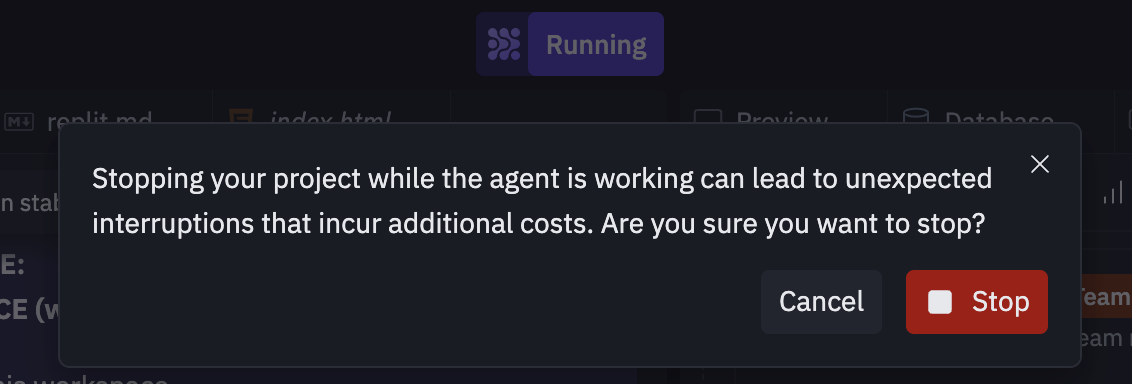 Running
replit.md index.html Preview Database
Stopping your project while the agent is working can lead to unexpected
interruptions that incur additional costs. Are you sure you want to stop?
Cancel Stop
E:
CE